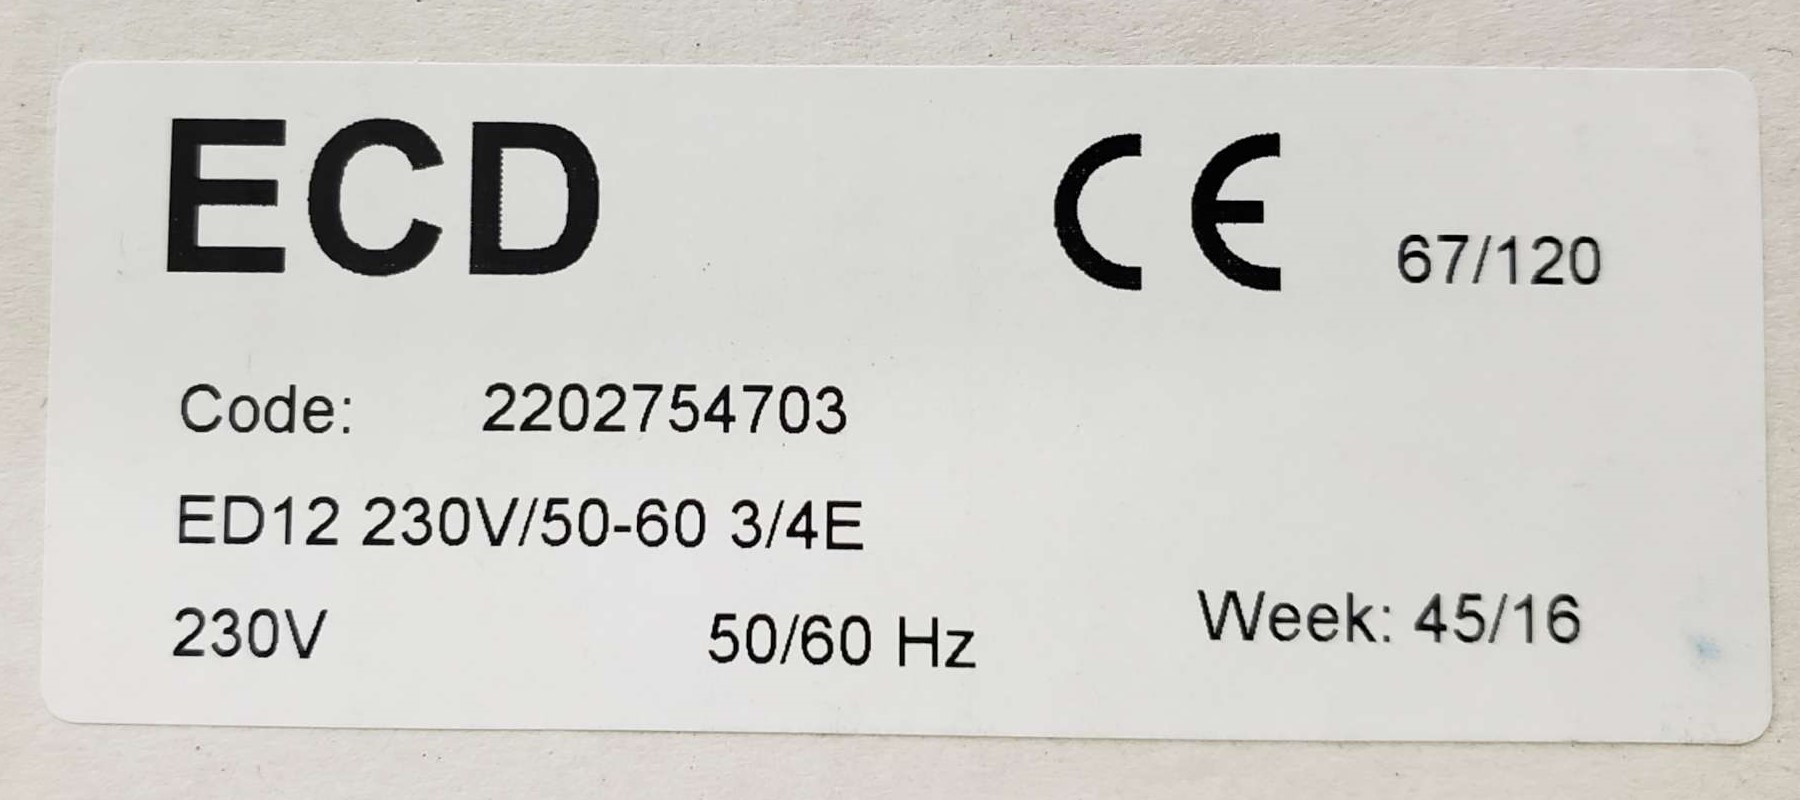 ECD CE 67/120
Code: 2202754703
ED12 230V/50-60 3/4E
230V 50/60 Hz Week: 45/16